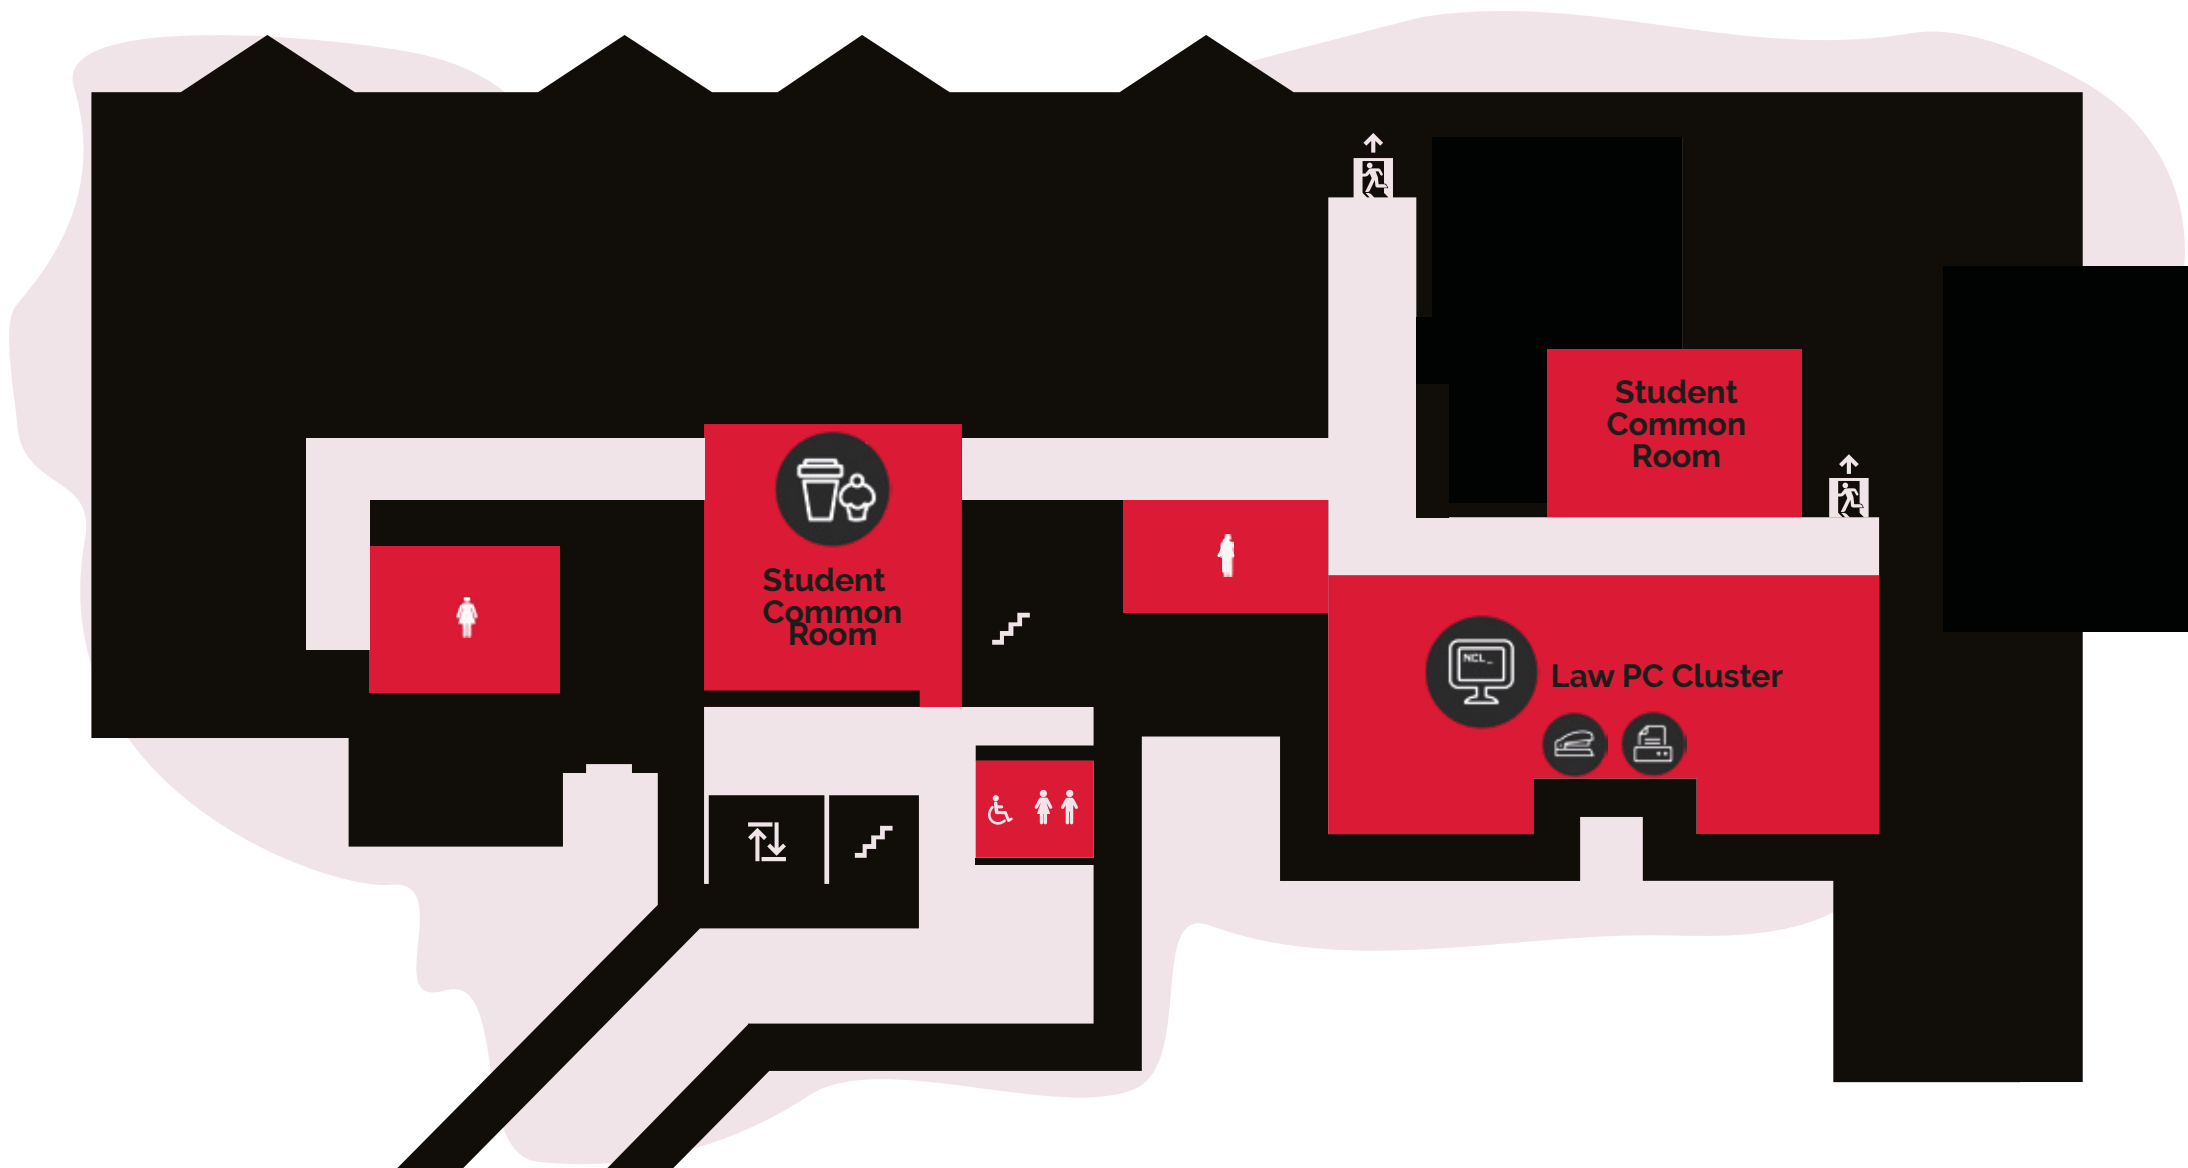 Student
Common
Room
Student
Common
Room
NCL_
Law PC Cluster